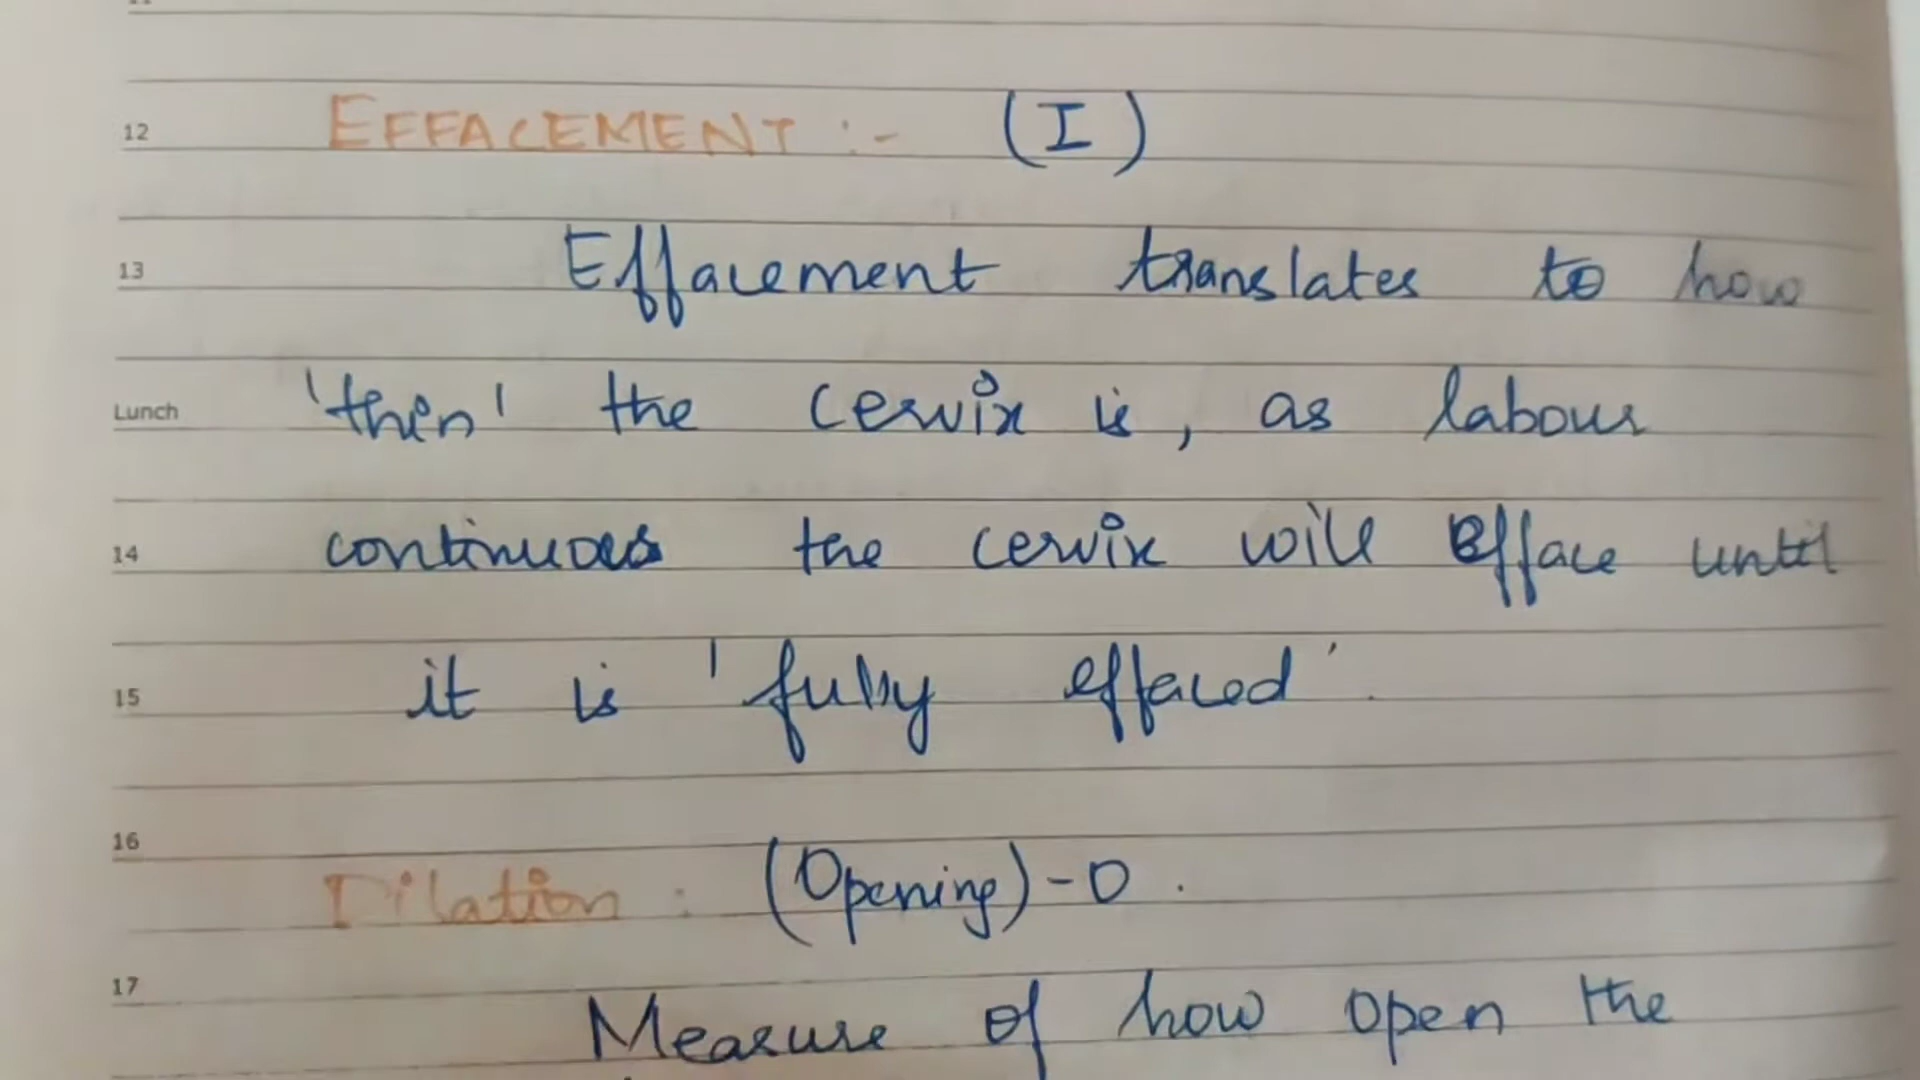 12 EFFACEMENT :- (I)
13 Effacement translates to how
Lunch 'thin' the cervix is, as labour
14 continuous the cervix will efface until
15 it is 'fully effaced'.
16
Dilation : (Opening) - O .
17
Measure of how open the